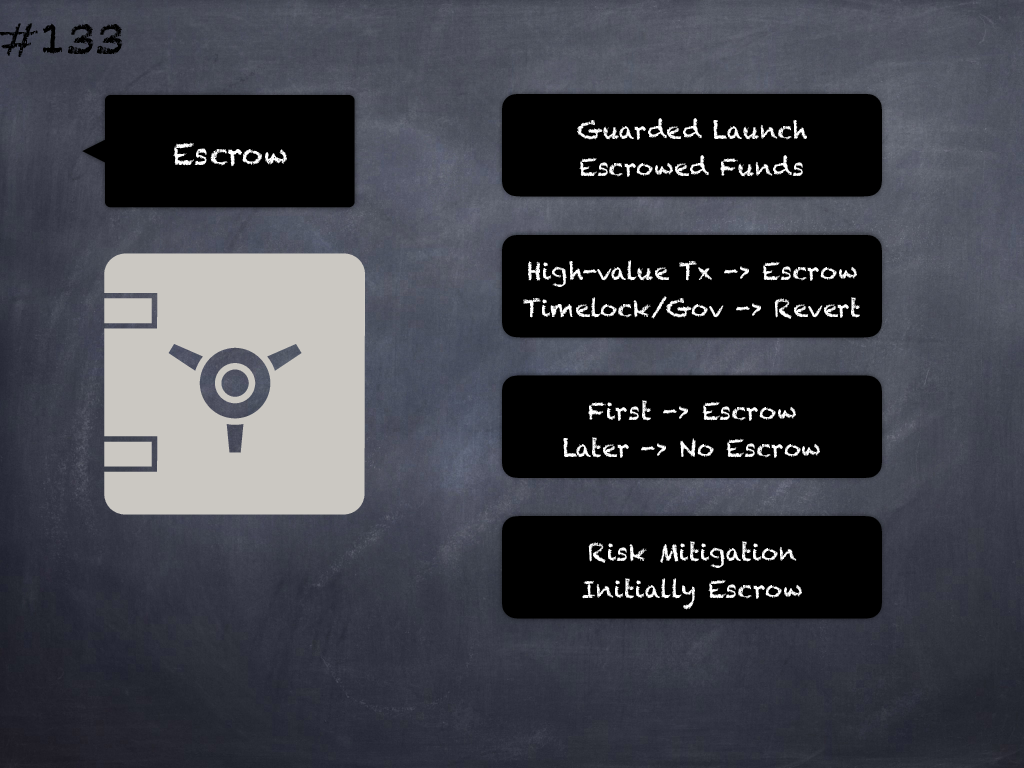 #133
Escrow
Guarded Launch
Escrowed Funds
High-value Tx -> Escrow
Timelock/Gov -> Revert
First -> Escrow
Later -> No Escrow
Risk Mitigation
Initially Escrow